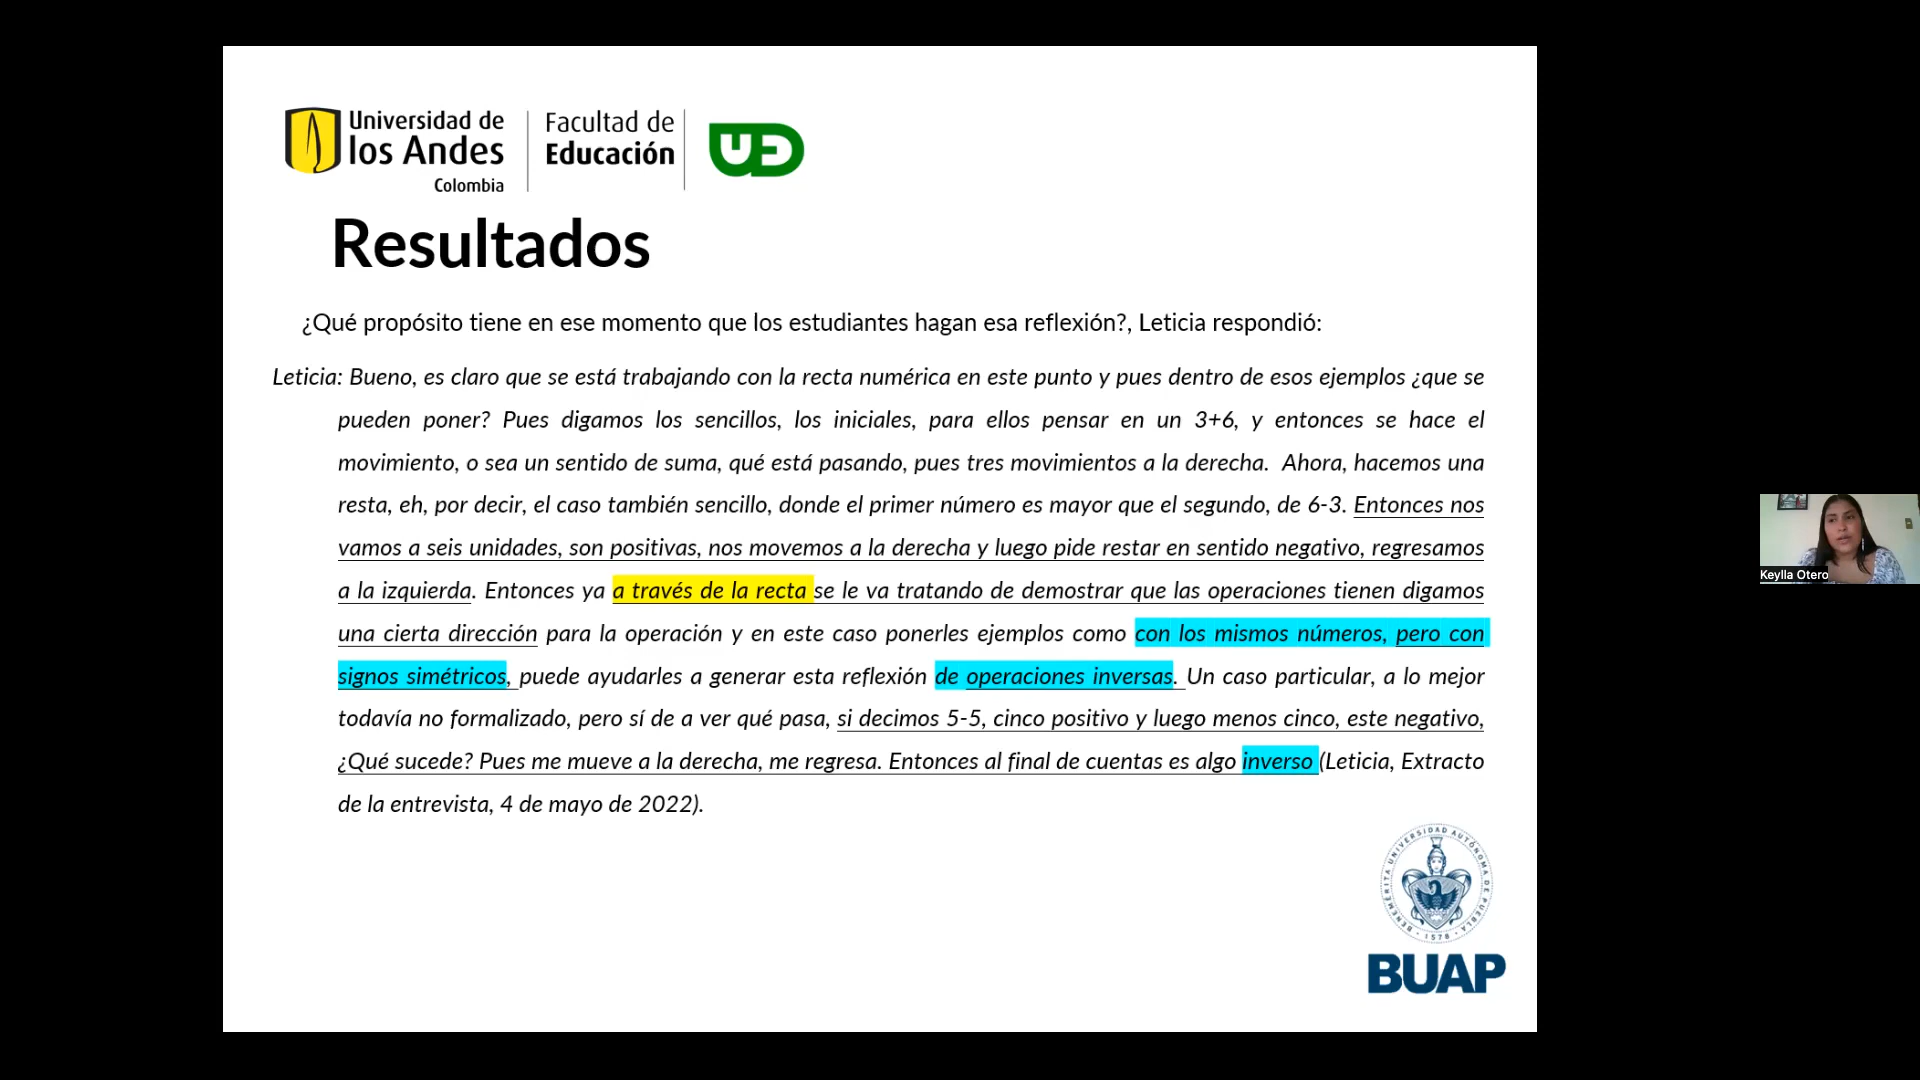 Universidad de
los Andes
Colombia
Facultad de
Educación
UED
Resultados
¿Qué propósito tiene en ese momento que los estudiantes hagan esa reflexión?, Leticia respondió:
Leticia: Bueno, es claro que se está trabajando con la recta numérica en este punto y pues dentro de esos ejemplos ¿que se
pueden poner? Pues digamos los sencillos, los iniciales, para ellos pensar en un 3+6, y entonces se hace el
movimiento, o sea un sentido de suma, qué está pasando, pues tres movimientos a la derecha. Ahora, hacemos una
resta, eh, por decir, el caso también sencillo, donde el primer número es mayor que el segundo, de 6-3. Entonces nos
vamos a seis unidades, son positivas, nos movemos a la derecha y luego pide restar en sentido negativo, regresamos
a la izquierda. Entonces ya a través de la recta se le va tratando de demostrar que las operaciones tienen digamos
una cierta dirección para la operación y en este caso ponerles ejemplos como con los mismos números, pero con
signos simétricos, puede ayudarles a generar esta reflexión de operaciones inversas. Un caso particular, a lo mejor
todavía no formalizado, pero sí de a ver qué pasa, si decimos 5-5, cinco positivo y luego menos cinco, este negativo,
¿Qué sucede? Pues me mueve a la derecha, me regresa. Entonces al final de cuentas es algo inverso (Leticia, Extracto
de la entrevista, 4 de mayo de 2022).
BENEMÉRITA UNIVERSIDAD AUTÓNOMA DE PUEBLA
1578
BUAP
Keylla Otero